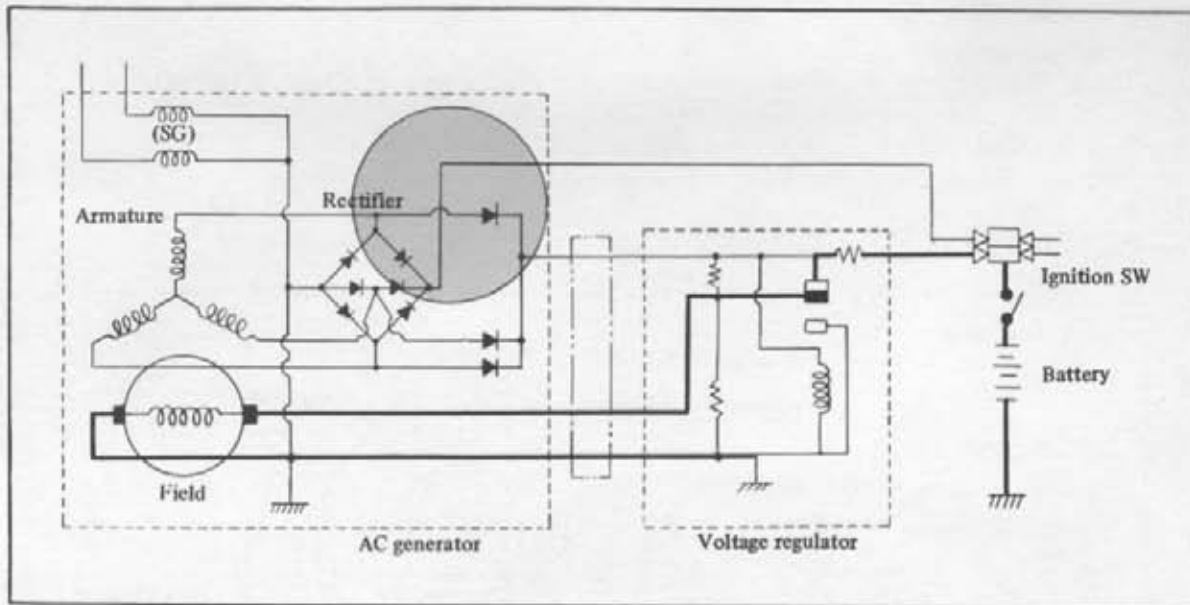 (SG)
Rectifier
Armature
Ignition SW
Battery
Field
AC generator
Voltage regulator